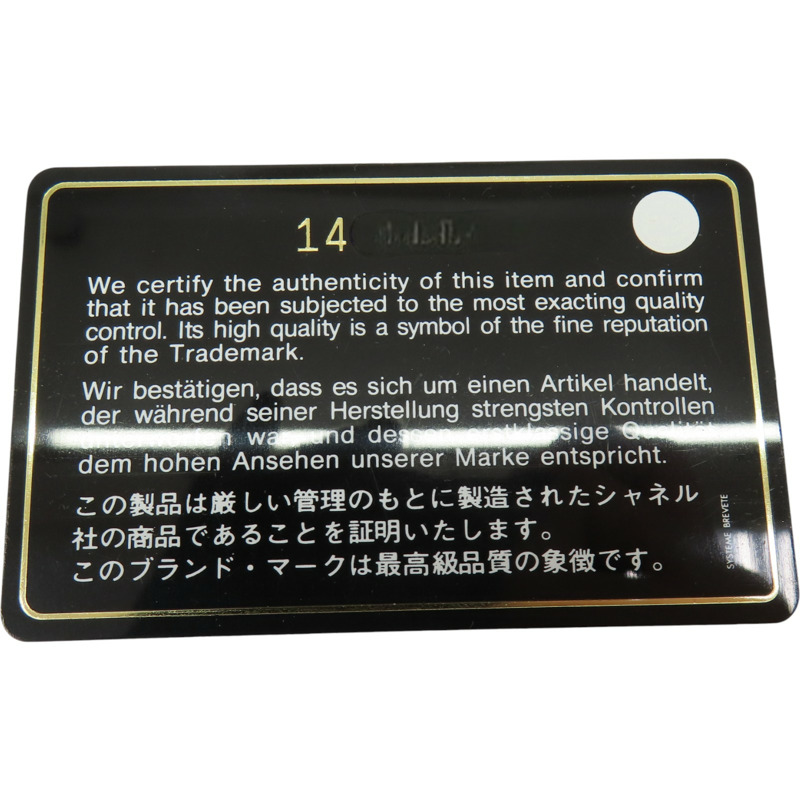 14
We certify the authenticity of this item and confirm
that it has been subjected to the most exacting quality
control. Its high quality is a symbol of the fine reputation
of the Trademark.
Wir bestätigen, dass es sich um einen Artikel handelt,
der während seiner Herstellung strengsten Kontrollen
unterworfen war und dessen erstklassige Qualität
dem hohen Ansehen unserer Marke entspricht.
この製品は厳しい管理のもとに製造されたシャネル
社の商品であることを証明いたします。
このブランド・マークは最高級品質の象徴です。
SYSTEME BREVETE